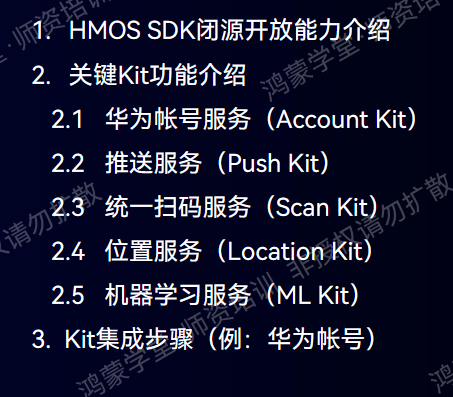 1. HMOS SDK闭源开放能力介绍
2. 关键Kit功能介绍
2.1 华为帐号服务（Account Kit）
2.2 推送服务（Push Kit）
2.3 统一扫码服务（Scan Kit）
2.4 位置服务（Location Kit）
2.5 机器学习服务（ML Kit）
3. Kit集成步骤（例：华为帐号）
鸿蒙学堂·师资培训 非授权请勿扩散